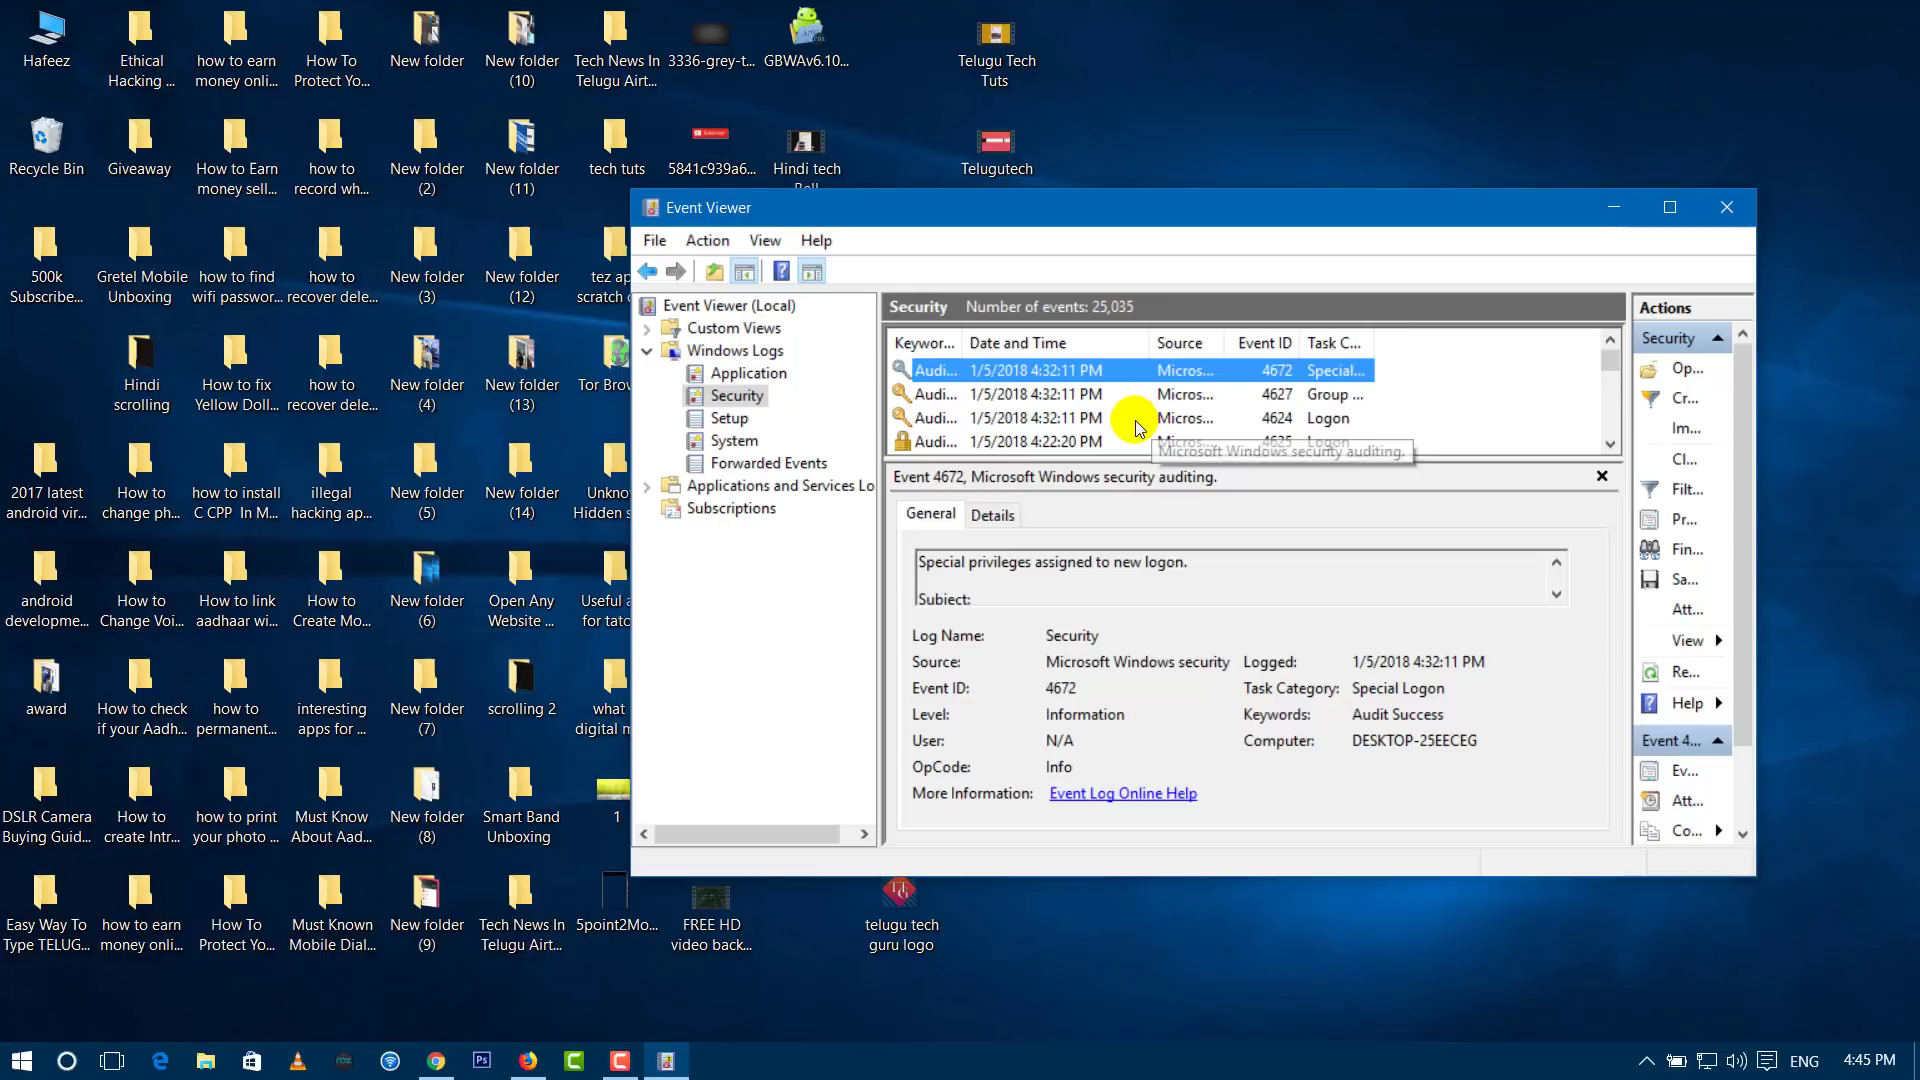 Hafeez
Ethical
Hacking ...
how to earn
money onli...
How To
Protect Yo...
New folder
New folder
(10)
Tech News In
Telugu Airt...
3336-grey-t...
GBWAv6.10...
Telugu Tech
Tuts
Recycle Bin
Giveaway
How to Earn
money sell...
how to
record wh...
New folder
(2)
New folder
(11)
tech tuts
5841c939a6...
Hindi tech
Telugutech
500k
Subscribe...
Gretel Mobile
Unboxing
how to find
wifi passwor...
how to
recover dele...
New folder
(3)
New folder
(12)
tez ap
scratch
Hindi
scrolling
How to fix
Yellow Doll...
how to
recover dele...
New folder
(4)
New folder
(13)
Tor Brow
2017 latest
android vir...
How to
change ph...
how to install
C CPP In M...
illegal
hacking ap...
New folder
(5)
New folder
(14)
Unkno
Hidden s
android
developme...
How to
Change Voi...
How to link
aadhaar wi...
How to
Create Mo...
New folder
(6)
Open Any
Website ...
Useful a
for tato
award
How to check
if your Aadh...
how to
permanent...
interesting
apps for ...
New folder
(7)
scrolling 2
what
digital m
DSLR Camera
Buying Guid...
How to
create Intr...
how to print
your photo ...
Must Know
About Aad...
New folder
(8)
Smart Band
Unboxing
1
Easy Way To
Type TELUG...
how to earn
money onli...
How To
Protect Yo...
Must Known
Mobile Dial...
New folder
(9)
Tech News In
Telugu Airt...
5point2Mo...
FREE HD
video back...
telugu tech
guru logo
Event Viewer
File Action View Help
Event Viewer (Local)
Custom Views
Windows Logs
Application
Security
Setup
System
Forwarded Events
Applications and Services Lo
Subscriptions
Security Number of events: 25,035
Keywor... Date and Time Source Event ID Task C...
Audi... 1/5/2018 4:32:11 PM Micros... 4672 Special...
Audi... 1/5/2018 4:32:11 PM Micros... 4627 Group ...
Audi... 1/5/2018 4:32:11 PM Micros... 4624 Logon
Audi... 1/5/2018 4:22:20 PM Micros... 4625 Logon
Microsoft Windows security auditing.
Event 4672, Microsoft Windows security auditing.
General Details
Special privileges assigned to new logon.
Subject:
Log Name: Security
Source: Microsoft Windows security Logged: 1/5/2018 4:32:11 PM
Event ID: 4672 Task Category: Special Logon
Level: Information Keywords: Audit Success
User: N/A Computer: DESKTOP-25EECEG
OpCode: Info
More Information: Event Log Online Help
Actions
Security
Op...
Cr...
Im...
Cl...
Filt...
Pr...
Fin...
Sa...
Att...
View
Re...
Help
Event 4...
Ev...
Att...
Co...
Ps
ENG
4:45 PM